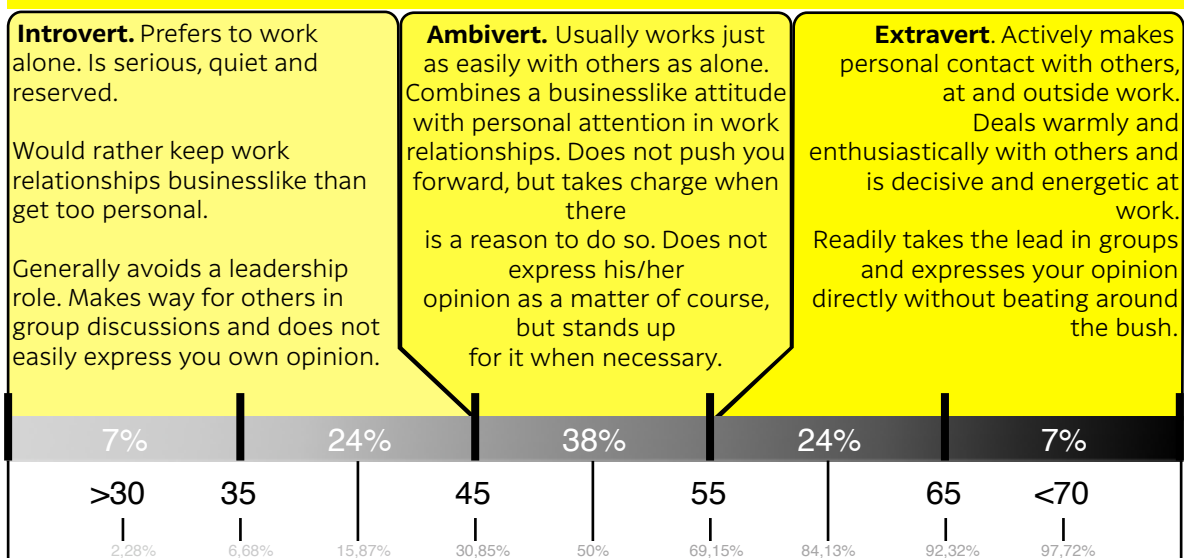 Introvert. Prefers to work
alone. Is serious, quiet and
reserved.
Would rather keep work
relationships businesslike than
get too personal.
Generally avoids a leadership
role. Makes way for others in
group discussions and does not
easily express you own opinion.
Ambivert. Usually works just
as easily with others as alone.
Combines a businesslike attitude
with personal attention in work
relationships. Does not push you
forward, but takes charge when
there
is a reason to do so. Does not
express his/her
opinion as a matter of course,
but stands up
for it when necessary.
Extravert. Actively makes
personal contact with others,
at and outside work.
Deals warmly and
enthusiastically with others and
is decisive and energetic at
work.
Readily takes the lead in groups
and expresses your opinion
directly without beating around
the bush.
7% 24% 38% 24% 7%
>30 35 45 55 65 <70
2,28% 6,68% 15,87% 30,85% 50% 69,15% 84,13% 92,32% 97,72%